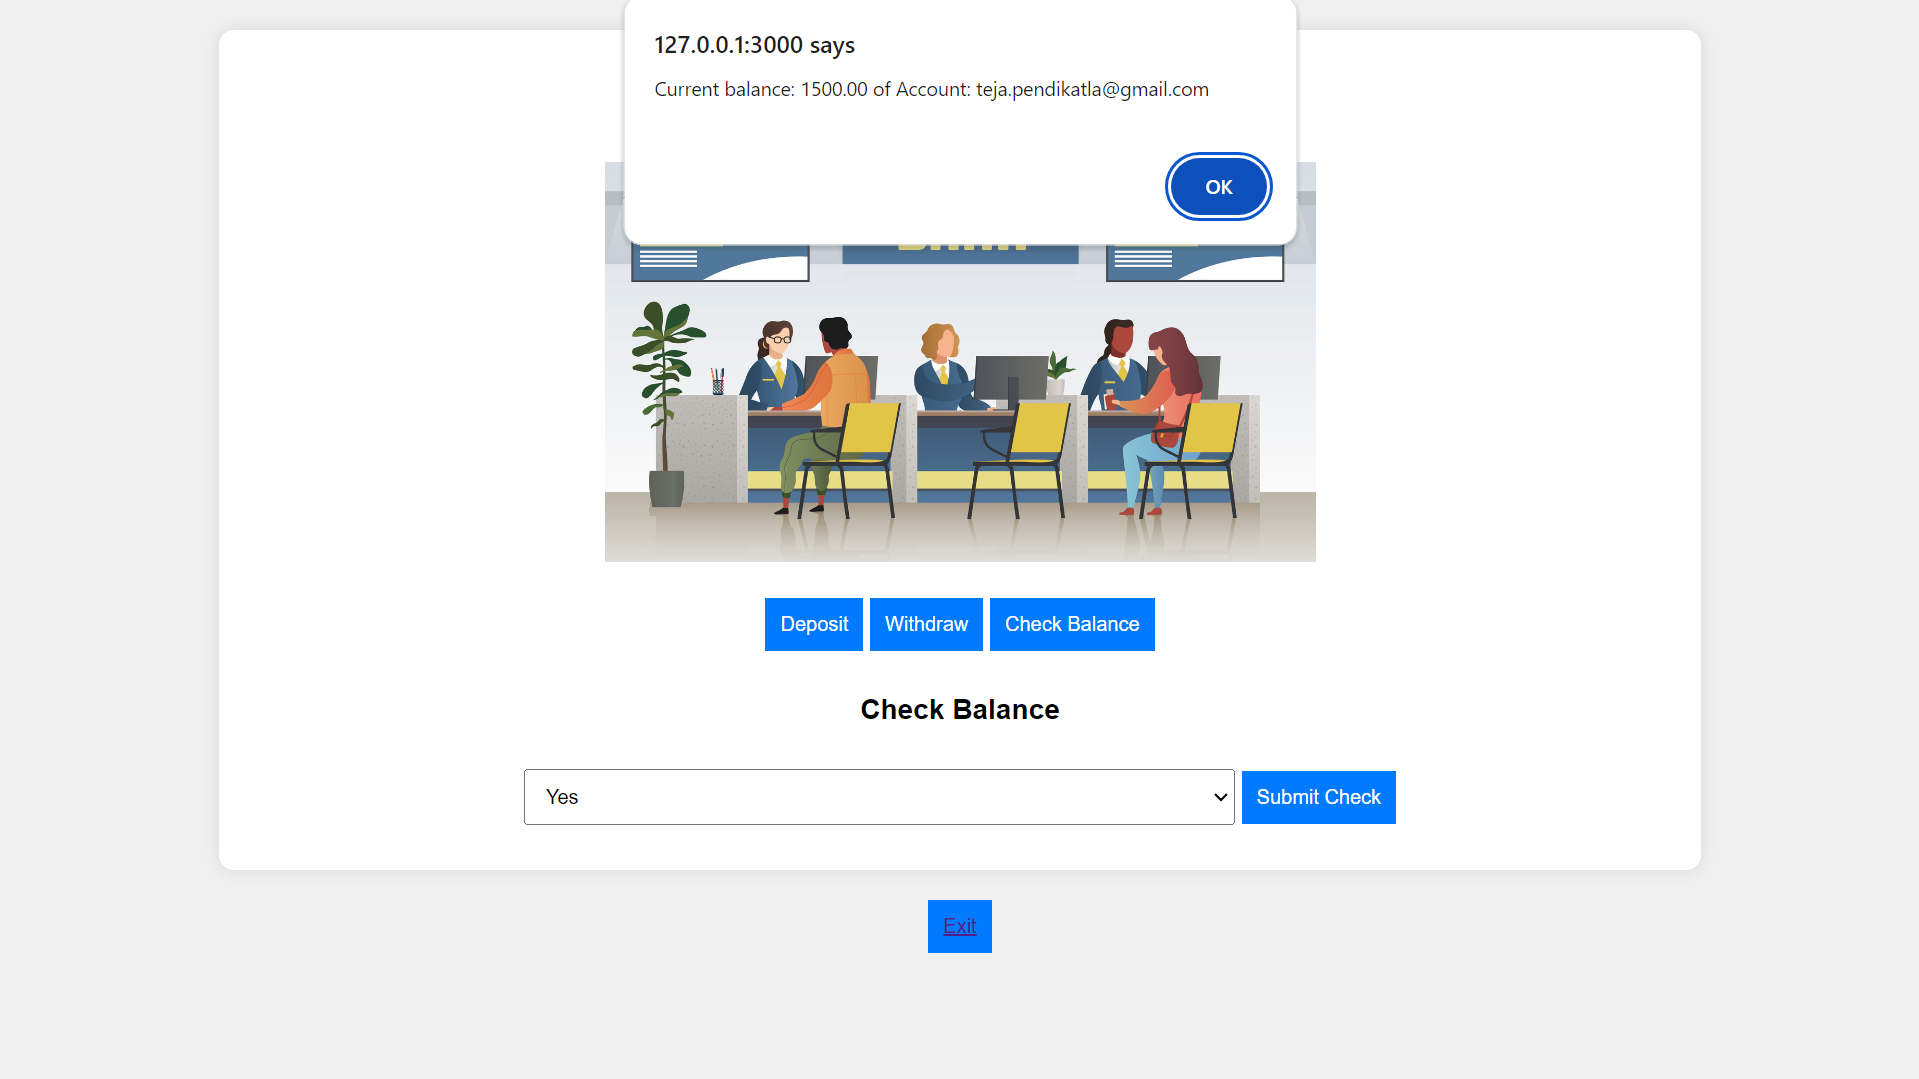 127.0.0.1:3000 says
Current balance: 1500.00 of Account: teja.pendikatla@gmail.com
OK
Deposit
Withdraw
Check Balance
Check Balance
Yes
Submit Check
Exit